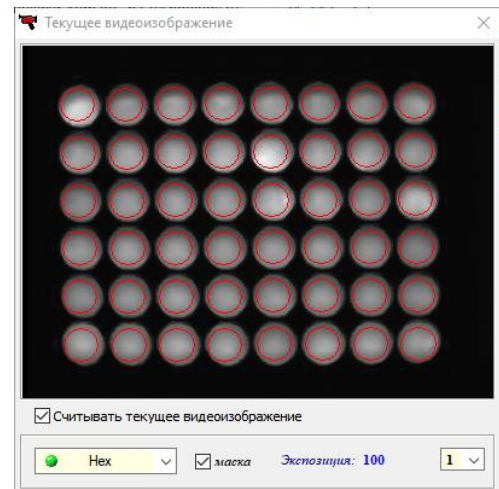 Текущее видеоизображение
Считывать текущее видеоизображение
Hex маска Экспозиция: 100 1